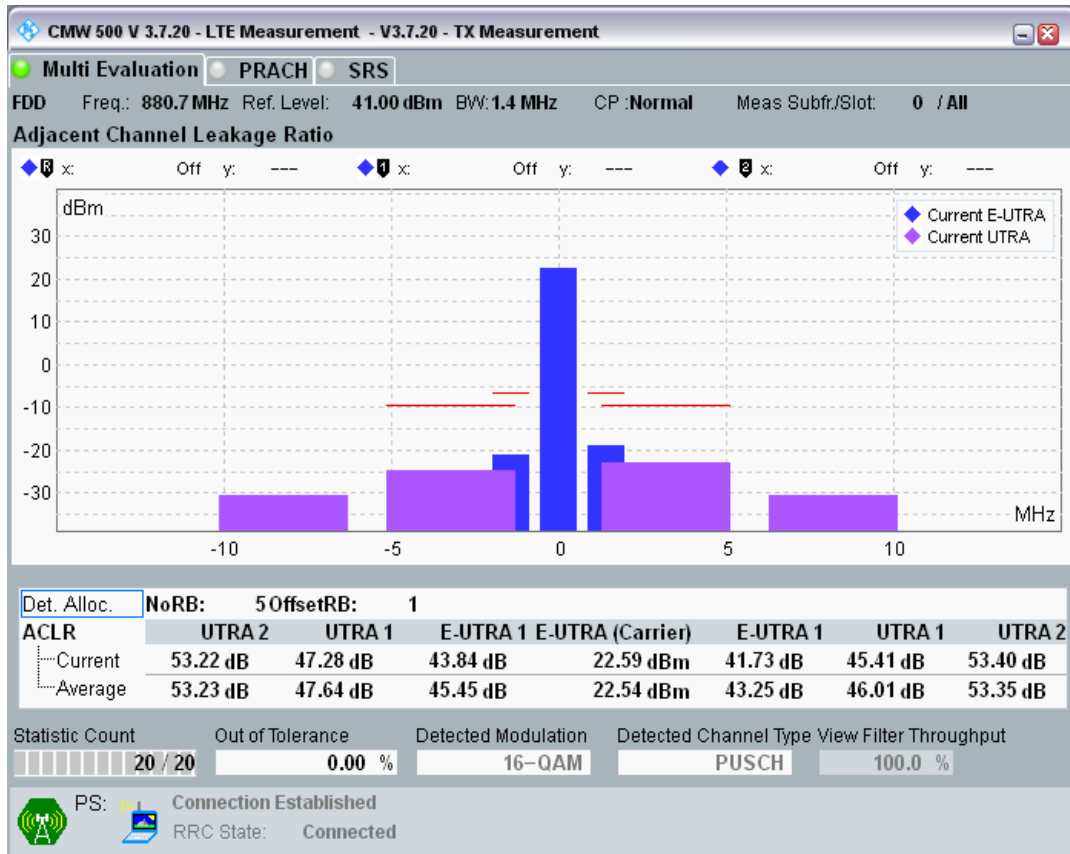 CMW 500 V 3.7.20 - LTE Measurement - V3.7.20 - TX Measurement
Multi Evaluation PRACH SRS
FDD Freq.: 880.7 MHz Ref. Level: 41.00 dBm BW: 1.4 MHz CP :Normal Meas Subfr./Slot: 0 / All
Adjacent Channel Leakage Ratio
R x: Off y: --- 1 x: Off y: --- 2 x: Off y: ---
dBm
Current E-UTRA
Current UTRA
30
20
10
0
-10
-20
-30
MHz
-10 -5 0 5 10
Det. Alloc. NoRB: 5 OffsetRB: 1
ACLR UTRA 2 UTRA 1 E-UTRA 1 E-UTRA (Carrier) E-UTRA 1 UTRA 1 UTRA 2
Current 53.22 dB 47.28 dB 43.84 dB 22.59 dBm 41.73 dB 45.41 dB 53.40 dB
Average 53.23 dB 47.64 dB 45.45 dB 22.54 dBm 43.25 dB 46.01 dB 53.35 dB
Statistic Count Out of Tolerance Detected Modulation Detected Channel Type View Filter Throughput
20 / 20 0.00 % 16-QAM PUSCH 100.0 %
PS: Connection Established
RRC State: Connected